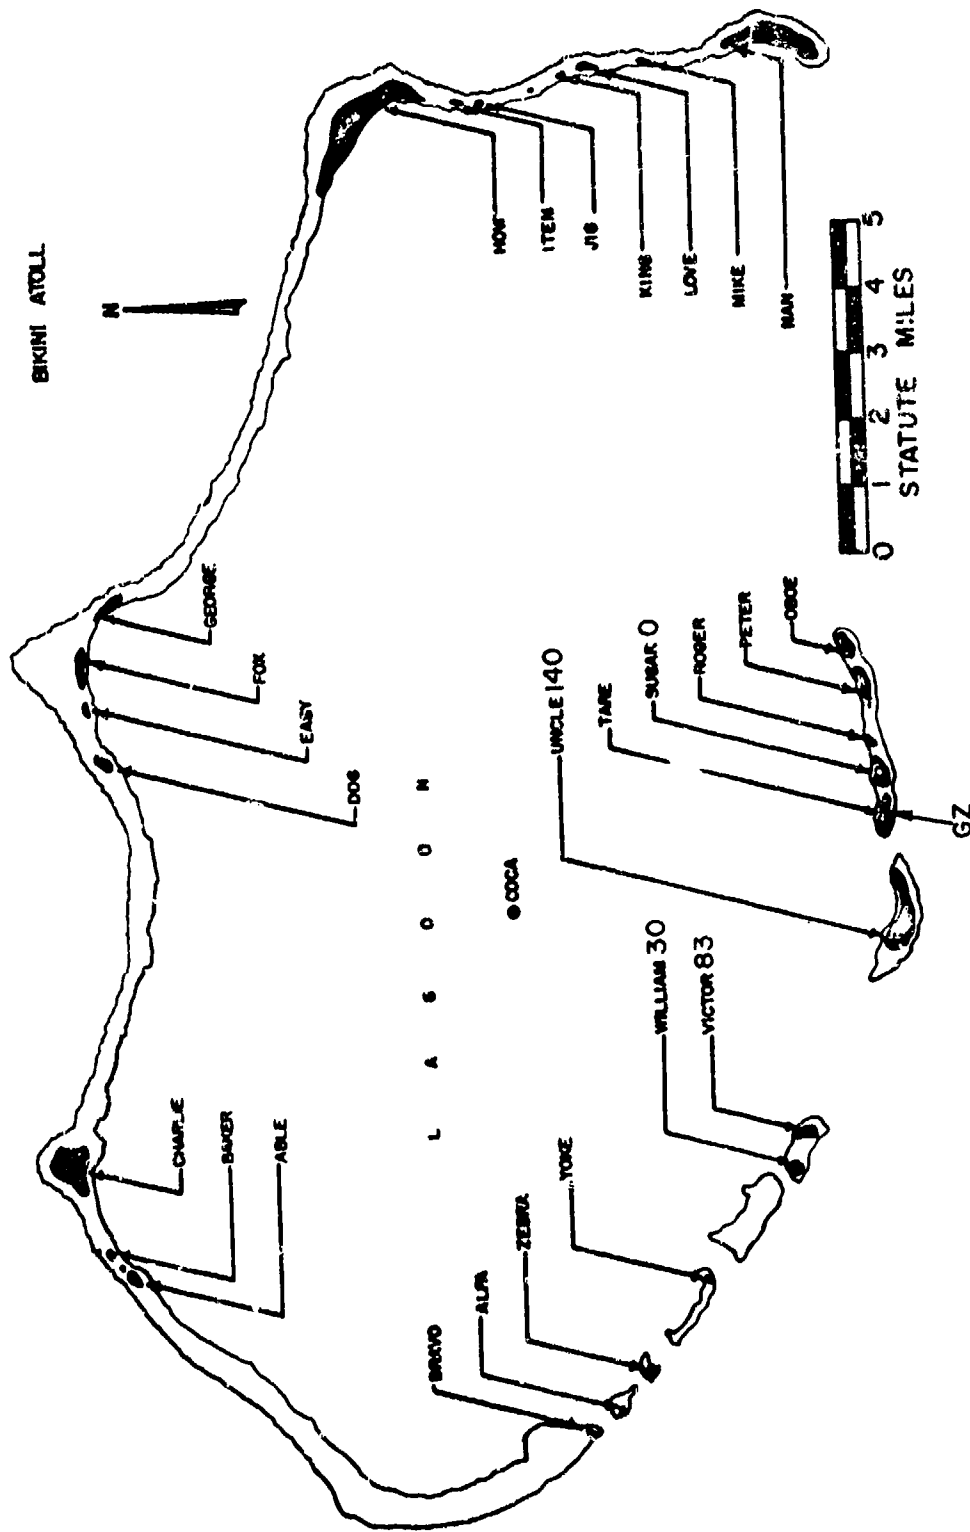 BIKINI ATOLL
N
GEORGE
FOX
EASY
DOG
CHARLIE
BAKER
ABLE
HOW
ITEM
JIG
KING
LOVE
MIKE
NAN
LAGOON
COCA
BRAVO
ALFA
ZEBRA
YOKE
WILLIAM 30
VICTOR 83
UNCLE 140
TARE
SUGAR 0
ROGER
PETER
OBOE
GZ
0 1 2 3 4 5
STATUTE MILES